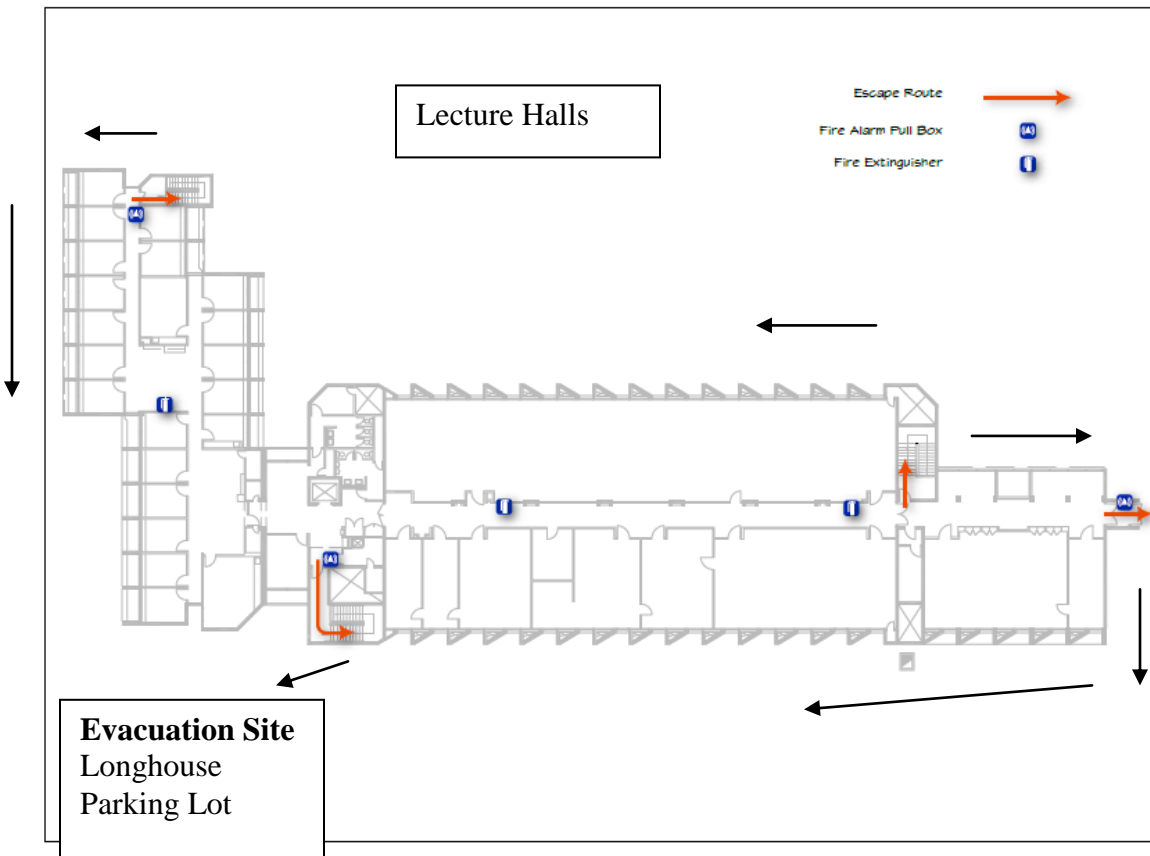 Lecture Halls
Escape Route
Fire Alarm Pull Box
Fire Extinguisher
Evacuation Site
Longhouse
Parking Lot